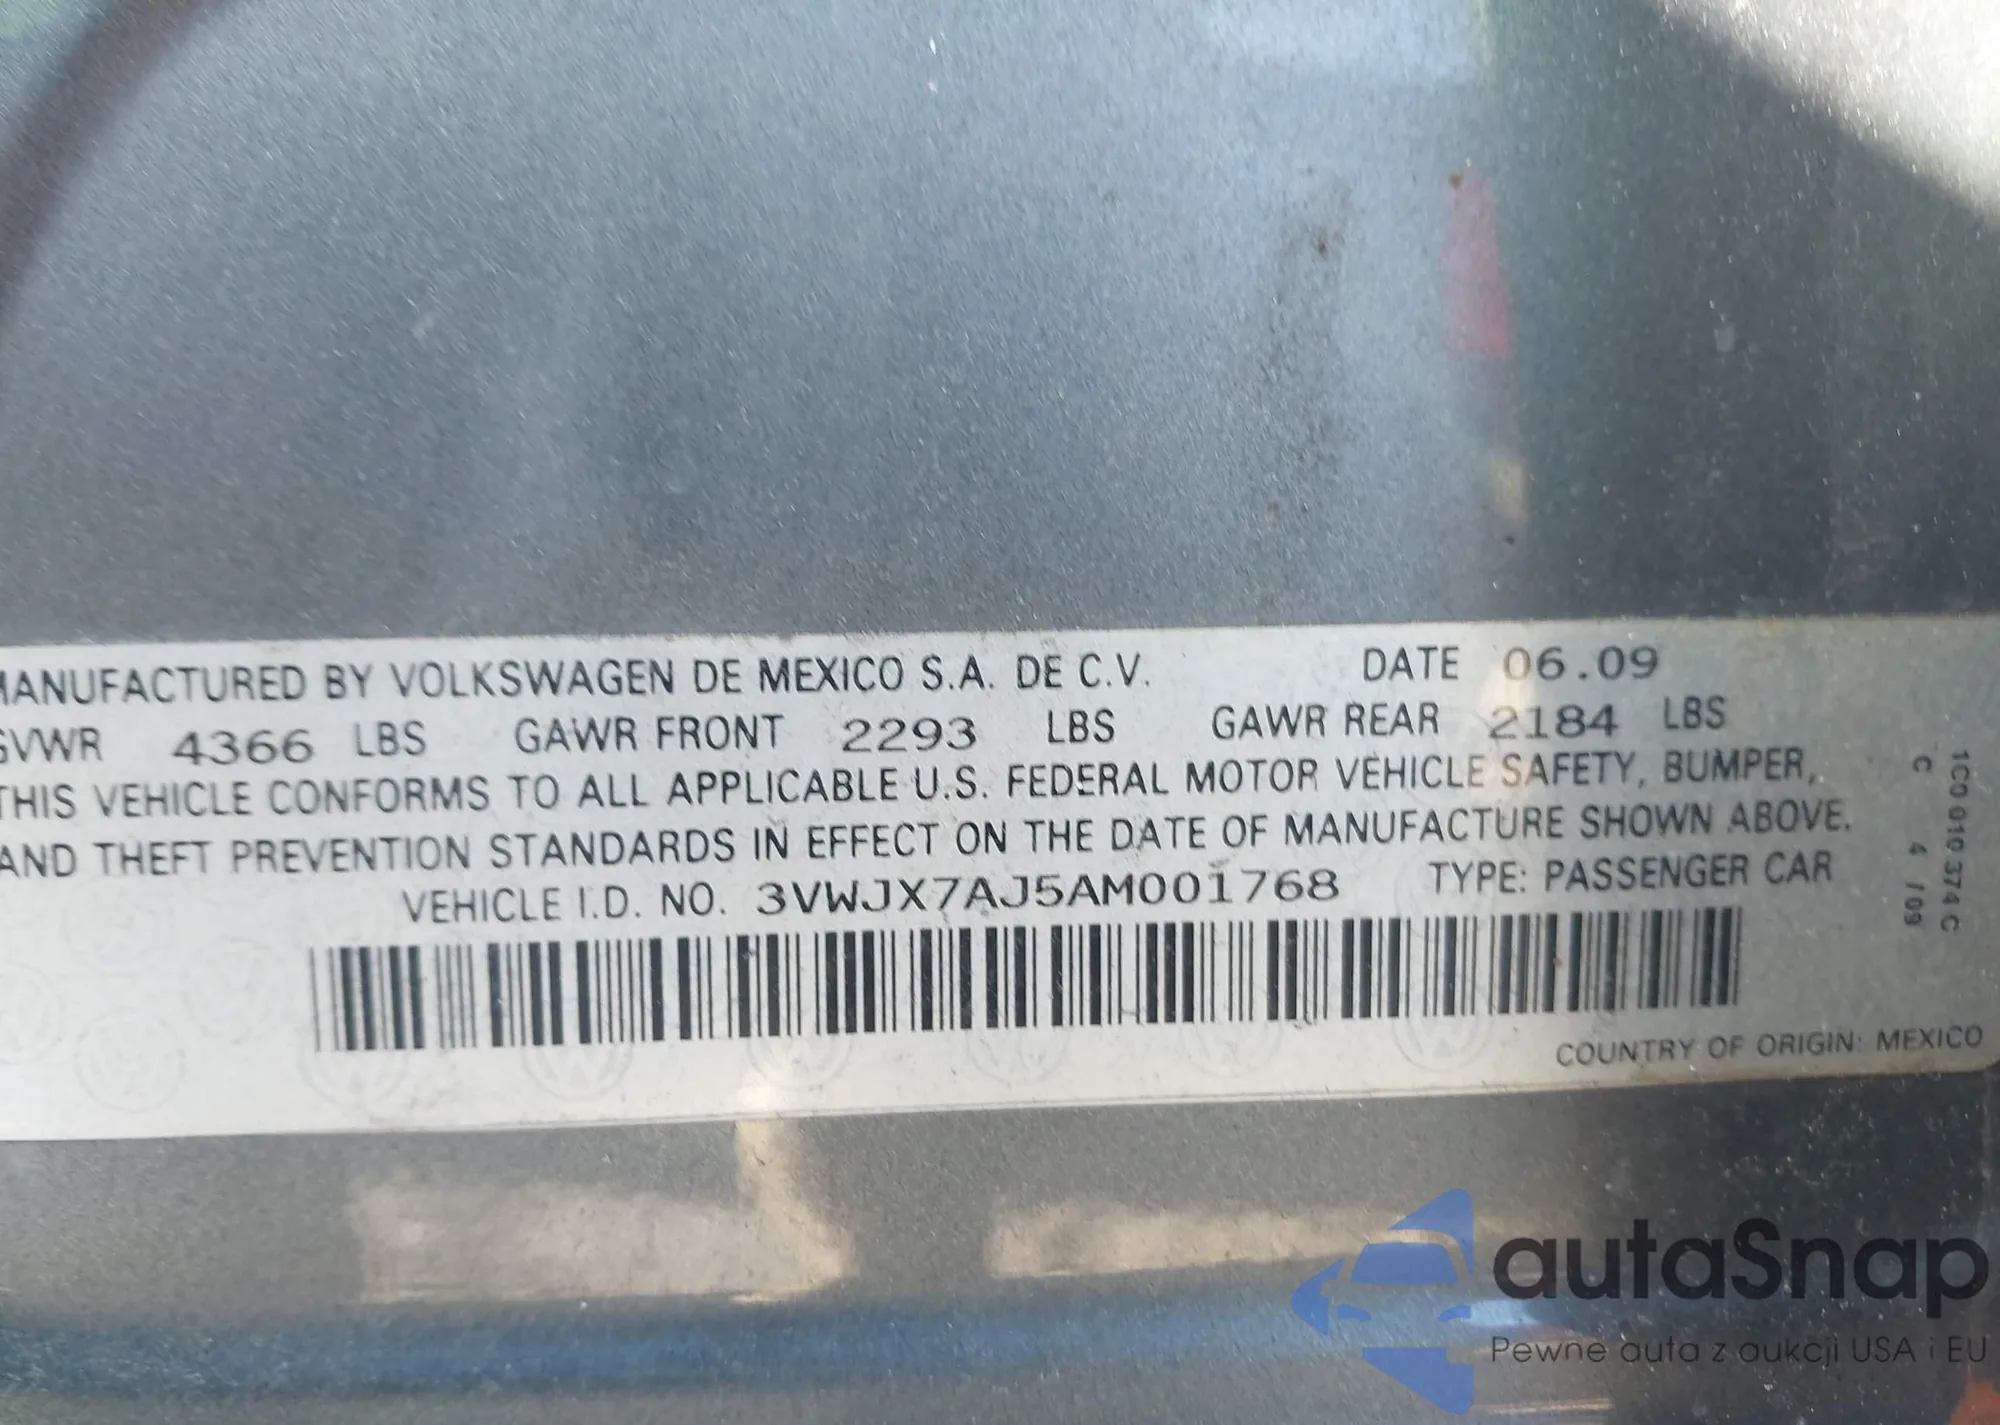 MANUFACTURED BY VOLKSWAGEN DE MEXICO S.A. DE C.V. DATE 06.09
GVWR 4366 LBS GAWR FRONT 2293 LBS GAWR REAR 2184 LBS
THIS VEHICLE CONFORMS TO ALL APPLICABLE U.S. FEDERAL MOTOR VEHICLE SAFETY, BUMPER,
AND THEFT PREVENTION STANDARDS IN EFFECT ON THE DATE OF MANUFACTURE SHOWN ABOVE.
VEHICLE I.D. NO. 3VWJX7AJ5AM001768 TYPE: PASSENGER CAR
1C0 010 374 C
C 4 / 09
COUNTRY OF ORIGIN: MEXICO
autaSnap
Pewne auta z aukcji USA i EU